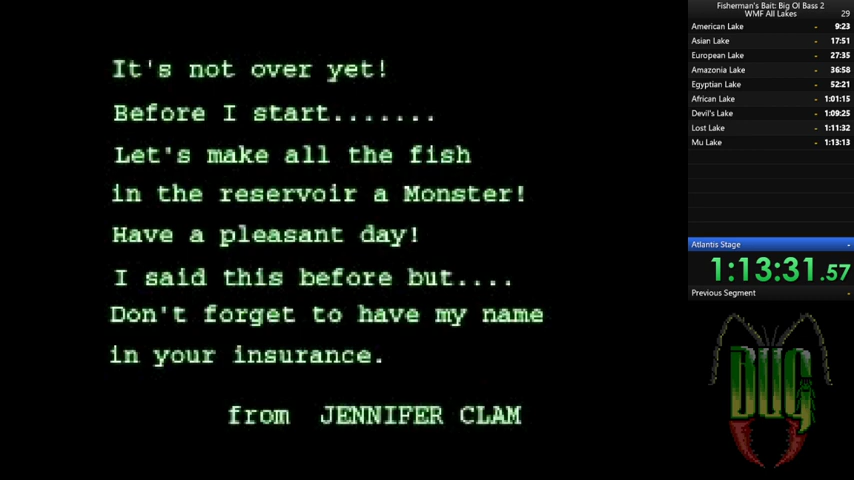 It's not over yet!
Before I start.......
Let's make all the fish
in the reservoir a Monster!
Have a pleasant day!
I said this before but....
Don't forget to have my name
in your insurance.
from JENNIFER CLAM
Fisherman's Bait: Big Ol Bass 2
WMF All Lakes 29
American Lake - 9:23
Asian Lake - 17:51
European Lake - 27:35
Amazonia Lake - 36:58
Egyptian Lake - 52:21
African Lake - 1:01:15
Devil's Lake - 1:09:25
Lost Lake - 1:11:32
Mu Lake - 1:13:13
Atlantis Stage -
1:13:31.57
Previous Segment -
BUG